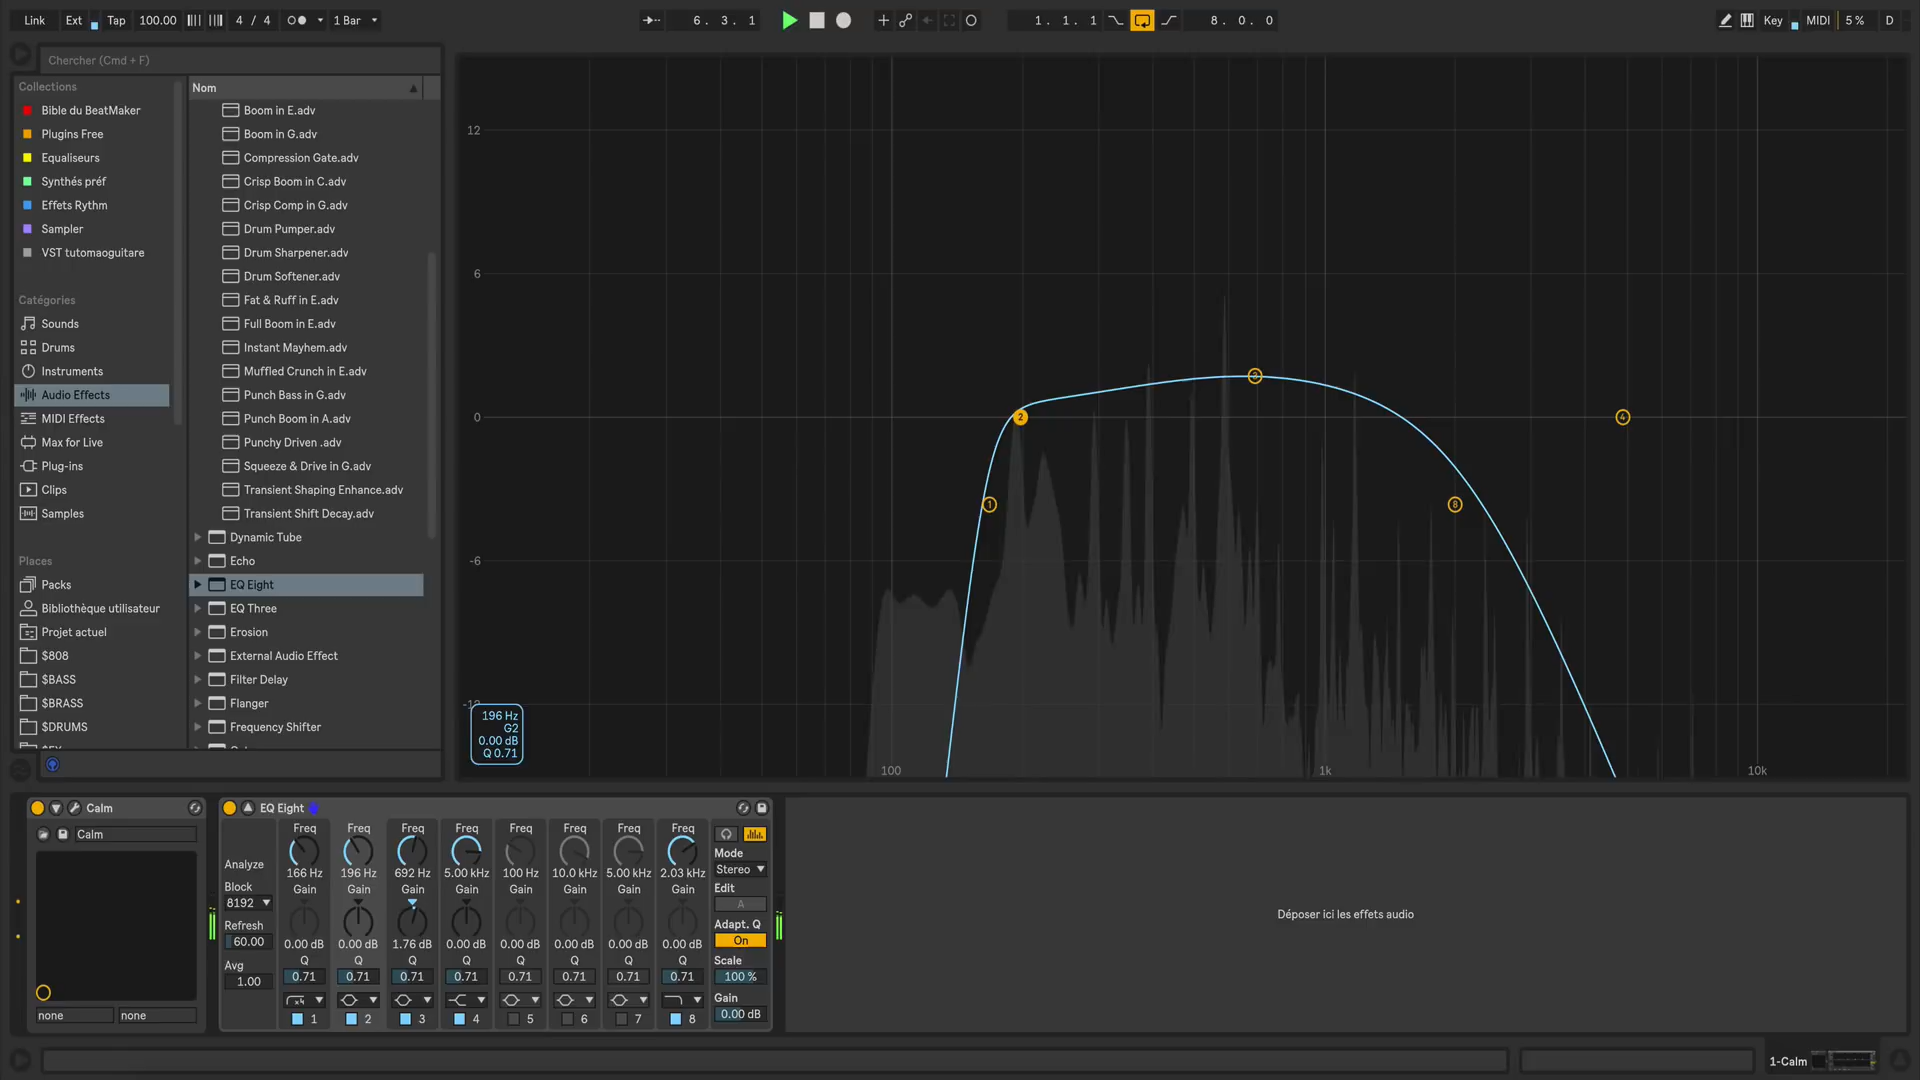 Link Ext Tap 100.00 4 / 4 1 Bar 6. 3. 1 1. 1. 1 8. 0. 0 Key MIDI 5 % D
Chercher (Cmd + F)
Collections
Bible du BeatMaker
Plugins Free
Equaliseurs
Synthés préf
Effets Rythm
Sampler
VST tutomaoguitare
Catégories
Sounds
Drums
Instruments
Audio Effects
MIDI Effects
Max for Live
Plug-ins
Clips
Samples
Places
Packs
Bibliothèque utilisateur
Projet actuel
$808
$BASS
$BRASS
$DRUMS
Nom
Boom in E.adv
Boom in G.adv
Compression Gate.adv
Crisp Boom in C.adv
Crisp Comp in G.adv
Drum Pumper.adv
Drum Sharpener.adv
Drum Softener.adv
Fat & Ruff in E.adv
Full Boom in E.adv
Instant Mayhem.adv
Muffled Crunch in E.adv
Punch Bass in G.adv
Punch Boom in A.adv
Punchy Driven .adv
Squeeze & Drive in G.adv
Transient Shaping Enhance.adv
Transient Shift Decay.adv
Dynamic Tube
Echo
EQ Eight
EQ Three
Erosion
External Audio Effect
Filter Delay
Flanger
Frequency Shifter
12
6
0
-6
2
3
4
1
8
196 Hz
G2
0.00 dB
Q 0.71
100 1k 10k
Calm
Calm
none none
EQ Eight
Analyze
Block
8192
Refresh
60.00
Avg
1.00
Freq Freq Freq Freq Freq Freq Freq Freq
166 Hz 196 Hz 692 Hz 5.00 kHz 100 Hz 10.0 kHz 5.00 kHz 2.03 kHz
Gain Gain Gain Gain Gain Gain Gain Gain
0.00 dB 0.00 dB 1.76 dB 0.00 dB 0.00 dB 0.00 dB 0.00 dB 0.00 dB
Q Q Q Q Q Q Q Q
0.71 0.71 0.71 0.71 0.71 0.71 0.71 0.71
1 2 3 4 5 6 7 8
Mode
Stereo
Edit
A
Adapt. Q
On
Scale
100 %
Gain
0.00 dB
Déposer ici les effets audio
1-Calm